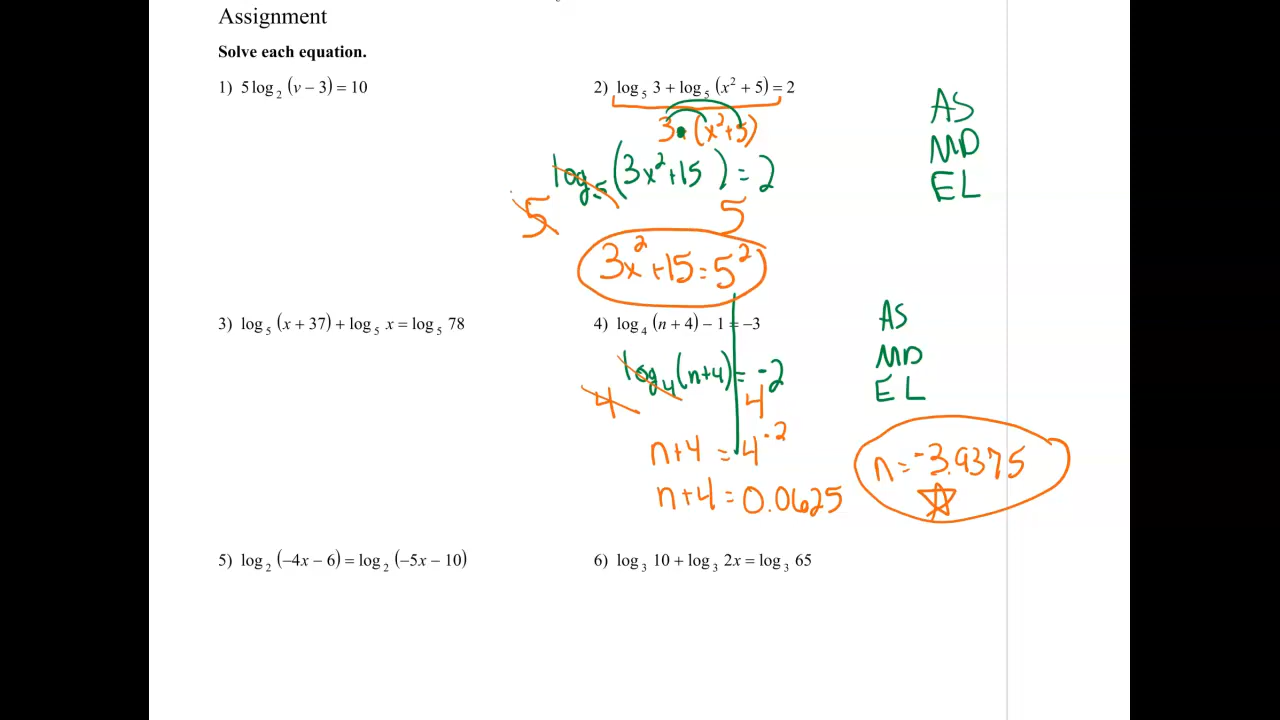 Assignment
Solve each equation.
1) 5 log₂ (v − 3) = 10
2) log₅ 3 + log₅ (x² + 5) = 2
3 • (x² + 5)
log₅ (3x² + 15) = 2
5 5
3x² + 15 = 5²
AS
MD
EL
3) log₅ (x + 37) + log₅ x = log₅ 78
4) log₄ (n + 4) − 1 = −3
log₄ (n+4) = -2
4 4
n+4 = 4⁻²
n+4 = 0.0625
AS
MD
EL
n = -3.9375
5) log₂ (−4x − 6) = log₂ (−5x − 10)
6) log₃ 10 + log₃ 2x = log₃ 65